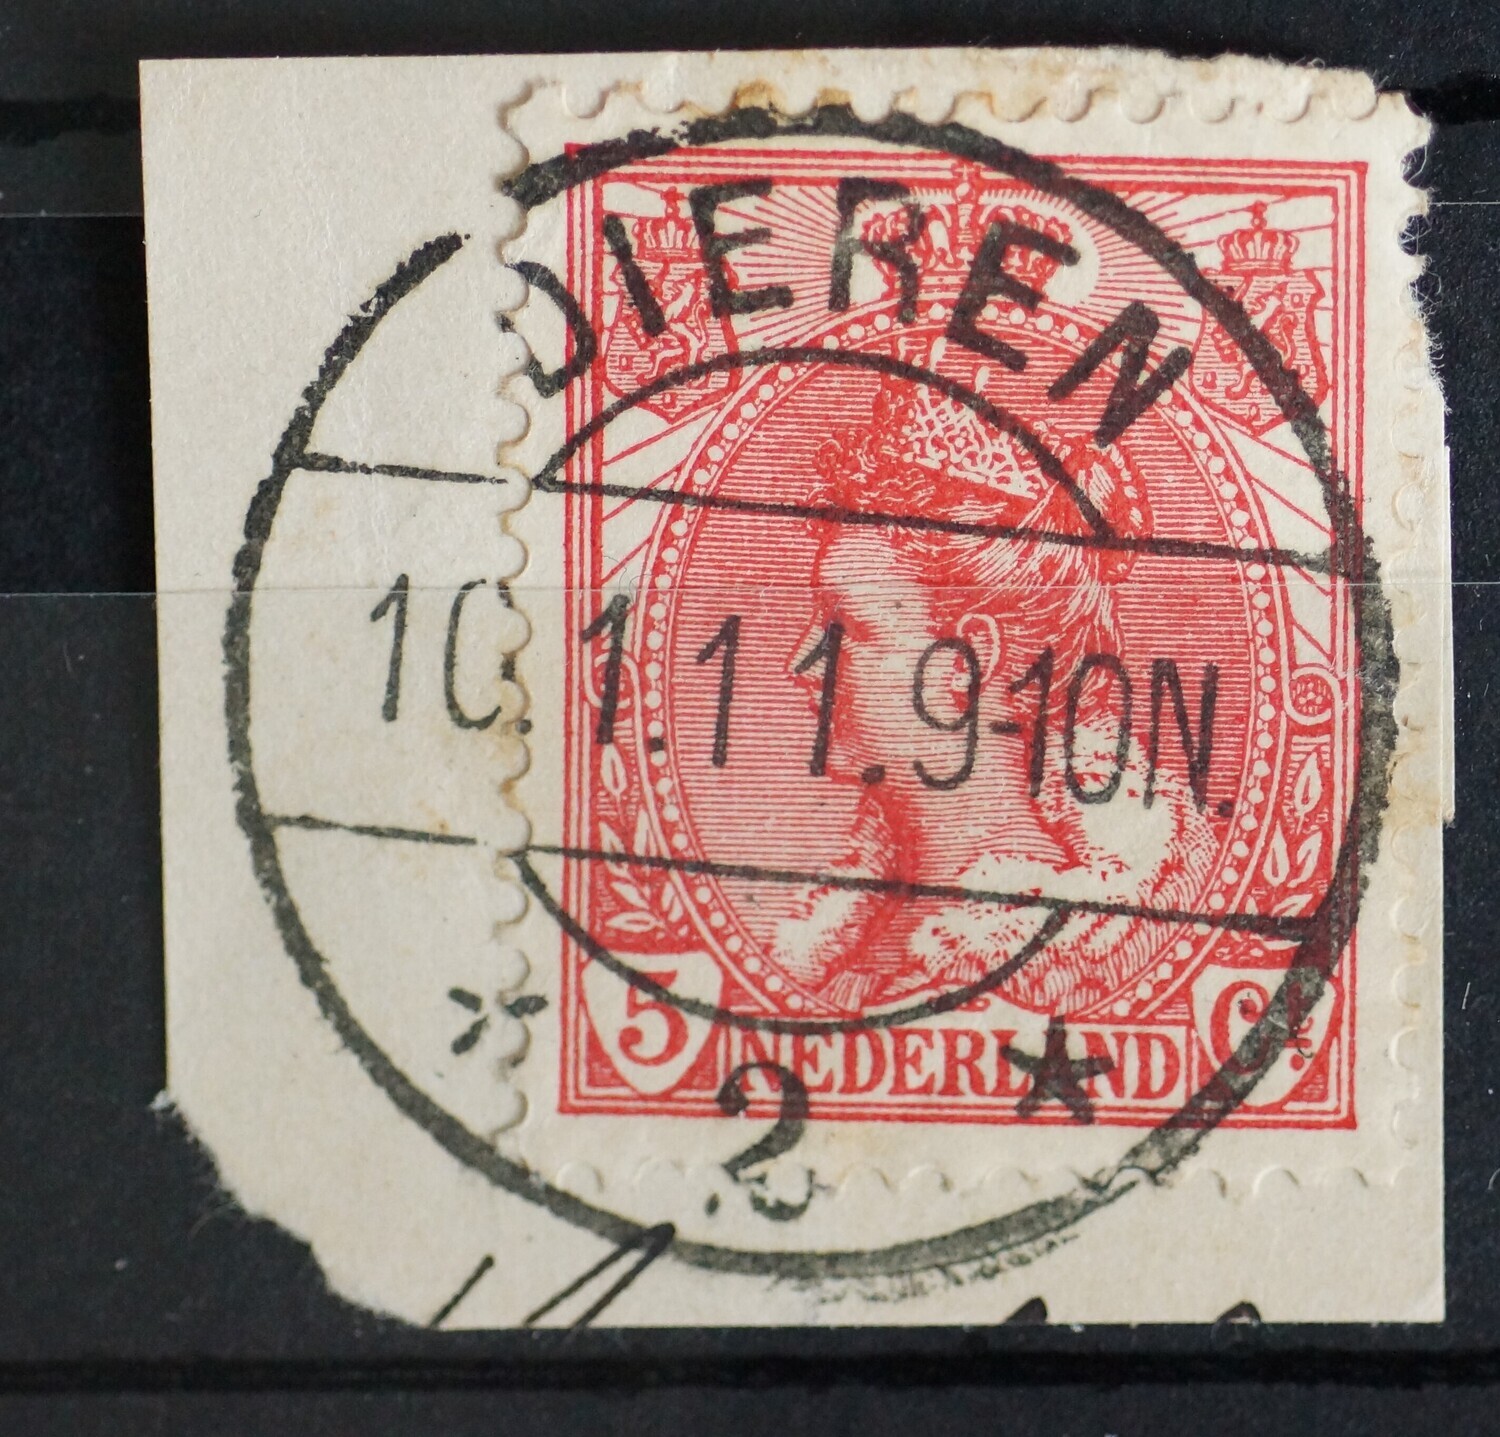 DIEREN
10.1.11.9-10N.
5 NEDERLAND Ct
2